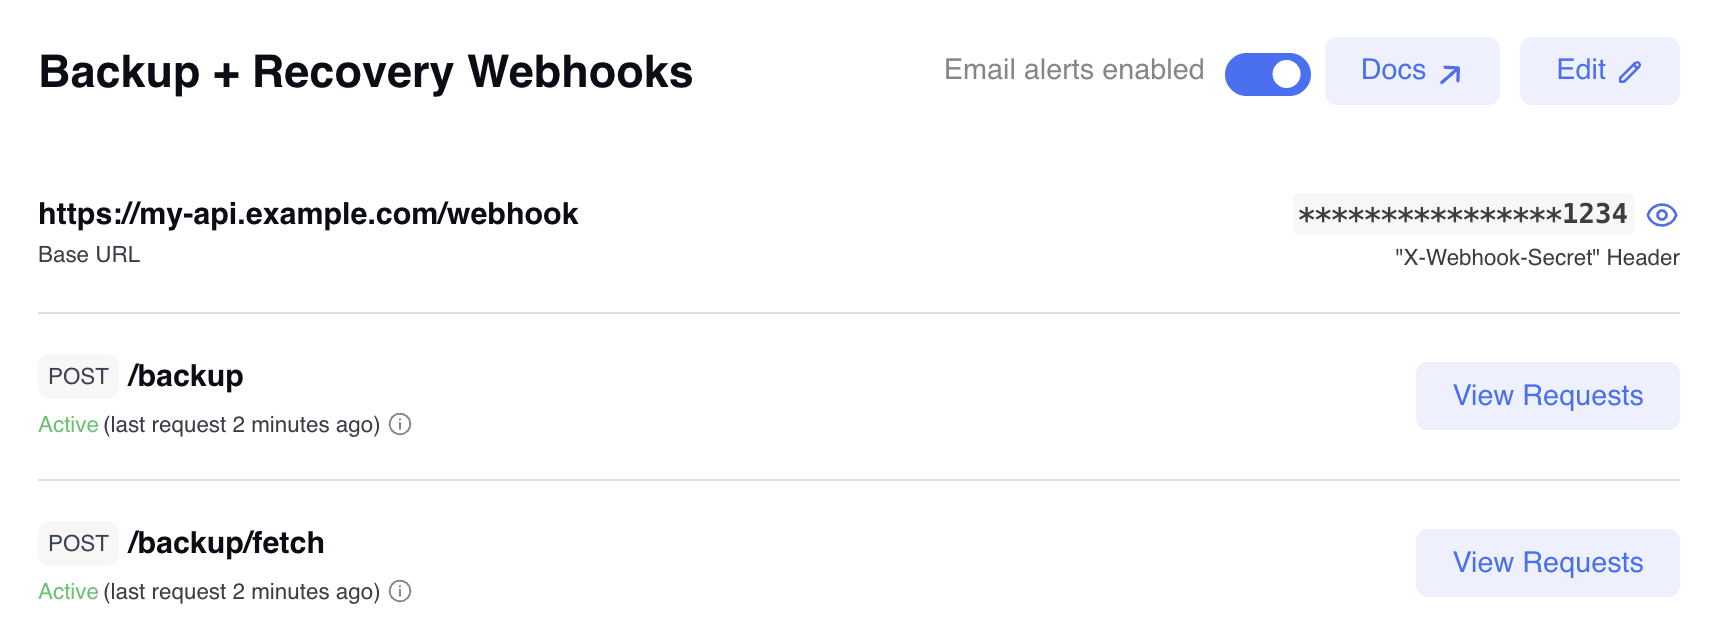 Backup + Recovery Webhooks
Email alerts enabled
Docs
Edit
https://my-api.example.com/webhook
****************1234
Base URL
"X-Webhook-Secret" Header
POST /backup
Active (last request 2 minutes ago)
View Requests
POST /backup/fetch
Active (last request 2 minutes ago)
View Requests